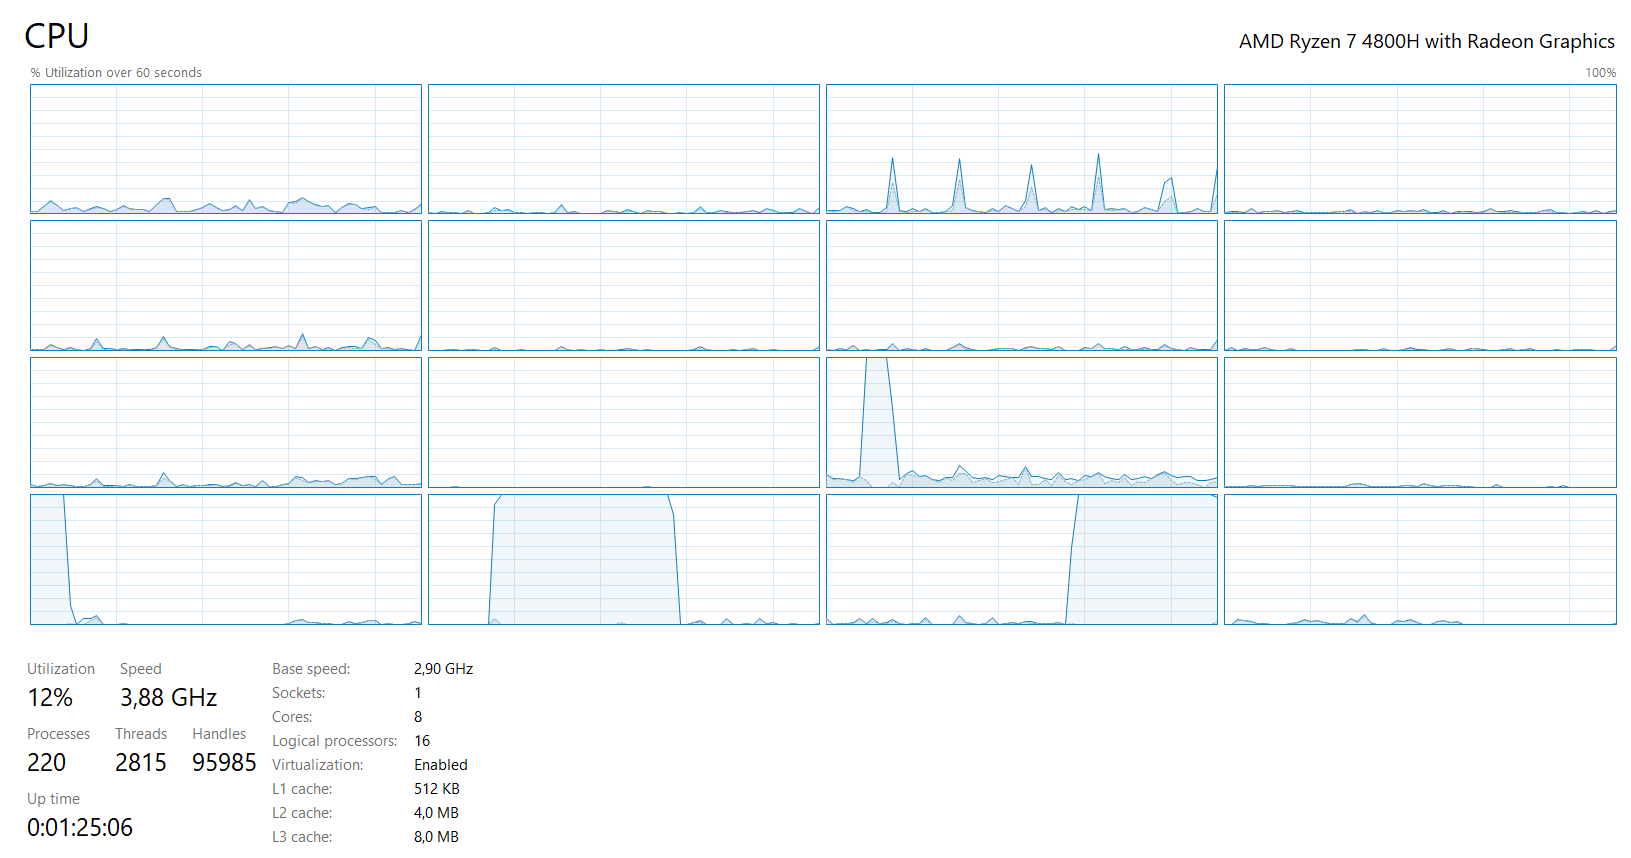 CPU
AMD Ryzen 7 4800H with Radeon Graphics
% Utilization over 60 seconds
100%
Utilization
Speed
12%
3,88 GHz
Processes
Threads
Handles
220
2815
95985
Up time
0:01:25:06
Base speed:
2,90 GHz
Sockets:
1
Cores:
8
Logical processors:
16
Virtualization:
Enabled
L1 cache:
512 KB
L2 cache:
4,0 MB
L3 cache:
8,0 MB